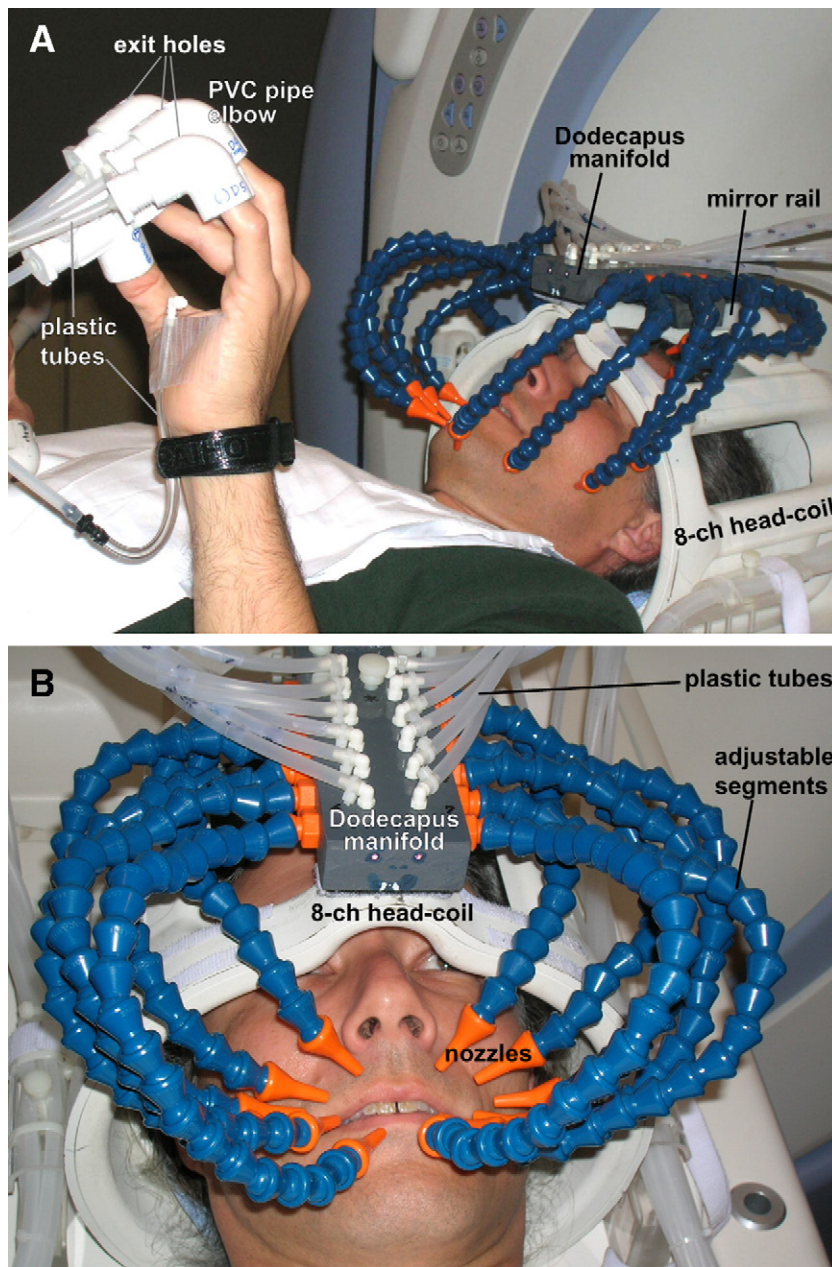 A
exit holes
PVC pipe
elbow
Dodecapus
manifold
mirror rail
plastic
tubes
8-ch head-coil
B
plastic tubes
adjustable
segments
Dodecapus
manifold
8-ch head-coil
nozzles